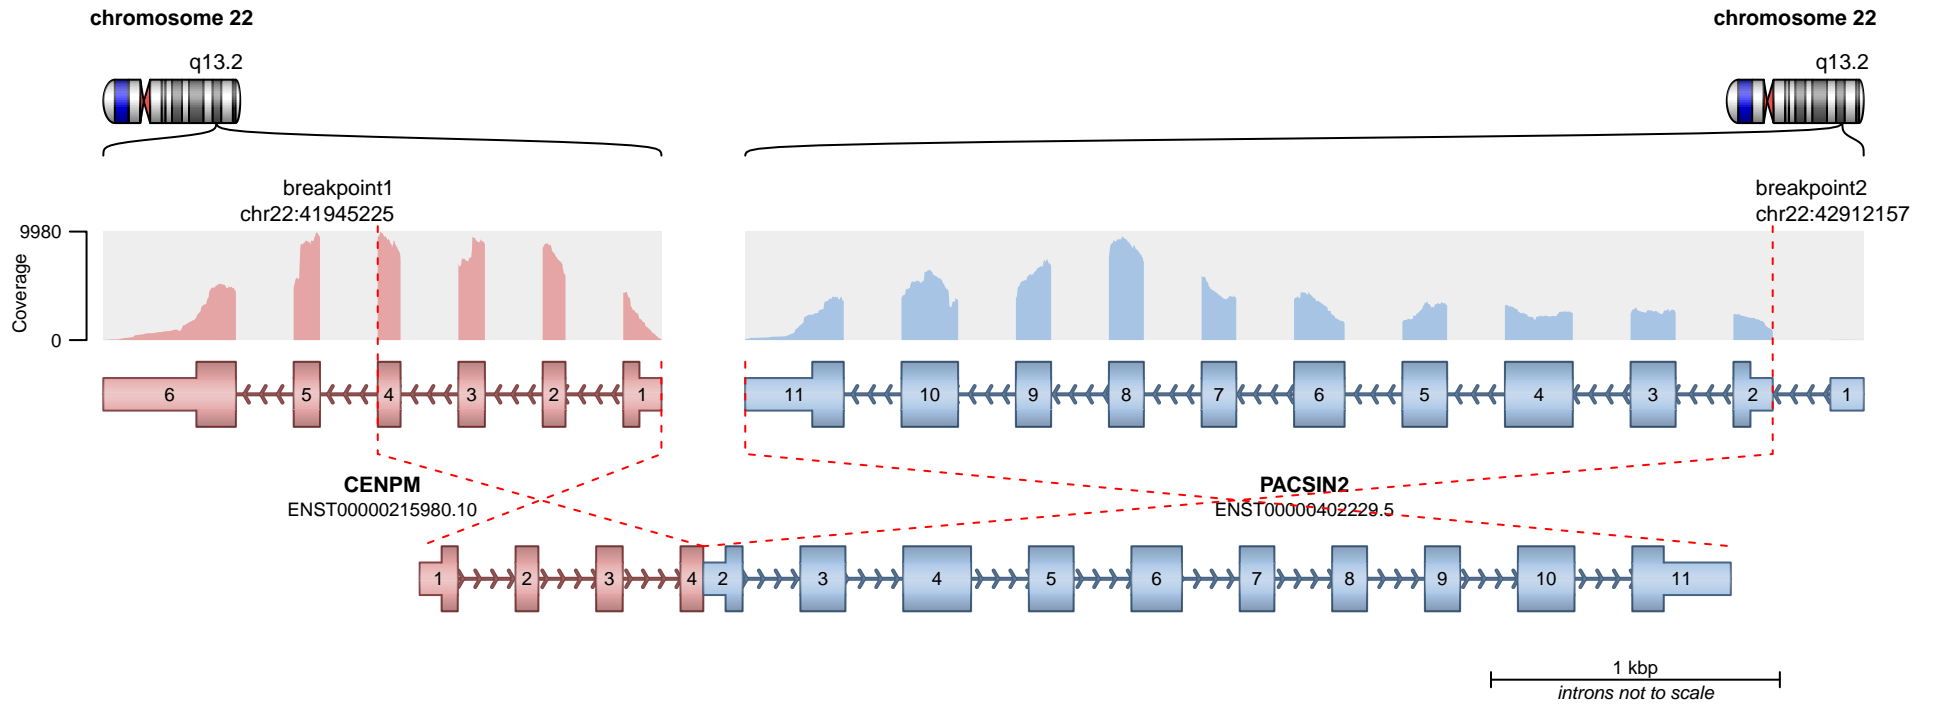 chromosome 22
chromosome 22
q13.2
q13.2
breakpoint1
chr22:41945225
breakpoint2
chr22:42912157
9980
0
Coverage
6 5 4 3 2 1
11 10 9 8 7 6 5 4 3 2 1
CENPM
ENST00000215980.10
PACSIN2
ENST00000402229.5
1 2 3 4 2 3 4 5 6 7 8 9 10 11
1 kbp
introns not to scale